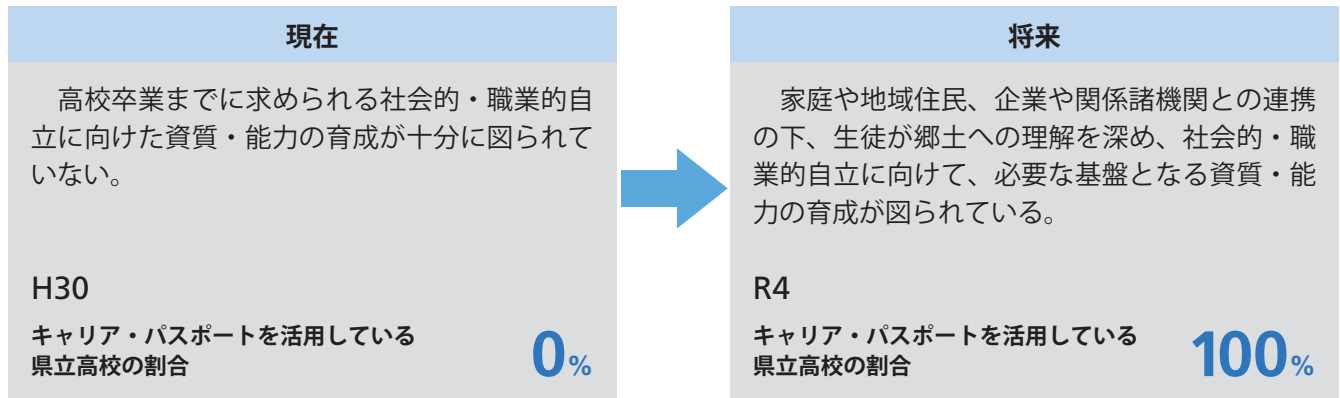 現在
高校卒業までに求められる社会的・職業的自
立に向けた資質・能力の育成が十分に図られて
いない。
H30
キャリア・パスポートを活用している
県立高校の割合
0%
将来
家庭や地域住民、企業や関係諸機関との連携
の下、生徒が郷土への理解を深め、社会的・職
業的自立に向けて、必要な基盤となる資質・能
力の育成が図られている。
R4
キャリア・パスポートを活用している
県立高校の割合
100%